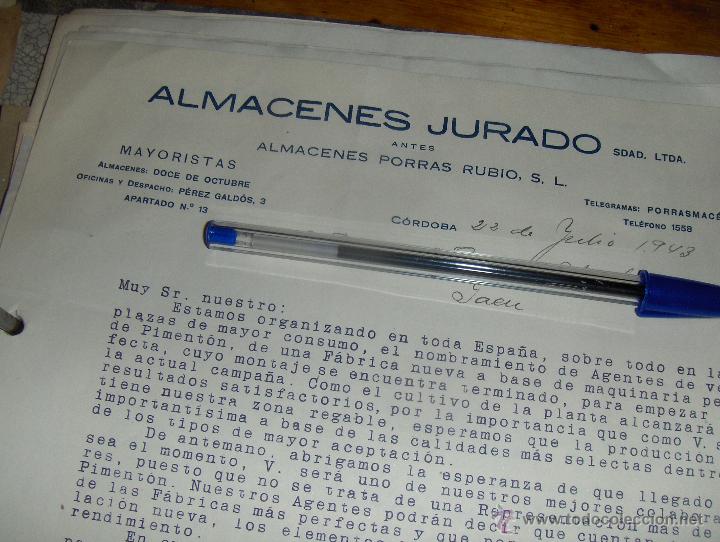 ALMACENES JURADO SDAD. LTDA.
ANTES
ALMACENES PORRAS RUBIO, S. L.
MAYORISTAS
ALMACENES: DOCE DE OCTUBRE
OFICINAS Y DESPACHO: PÉREZ GALDÓS, 3
APARTADO N.º 13
TELEGRAMAS: PORRASMACE
TELÉFONO 1558
CÓRDOBA 22 de Julio 1943
Jaen
Muy Sr. nuestro:
Estamos organizando en toda España, sobre todo en la
plazas de mayor consumo, el nombramiento de Agentes de ve
de Pimentón, de una Fábrica nueva a base de maquinaria pe
fecta, cuyo montaje se encuentra terminado, para empezar
la actual campaña. Como el cultivo de la planta alcanzará
resultados satisfactorios, por la importancia que como V. s
tiene nuestra zona regable, esperamos que la producción
importantísima a base de las calidades más selectas dentro
de los tipos de mayor aceptación.
De antemano, abrigamos la esperanza de que llegado
sea el momento, V. será uno de nuestros mejores colabora
res, puesto que no se trata de una Representación más de
Pimentón. Nuestros Agentes podrán decir que cuentan
de las Fábricas más perfectas y que por
lación nueva, los elementos
rendimiento.
En
www.todocoleccion.net